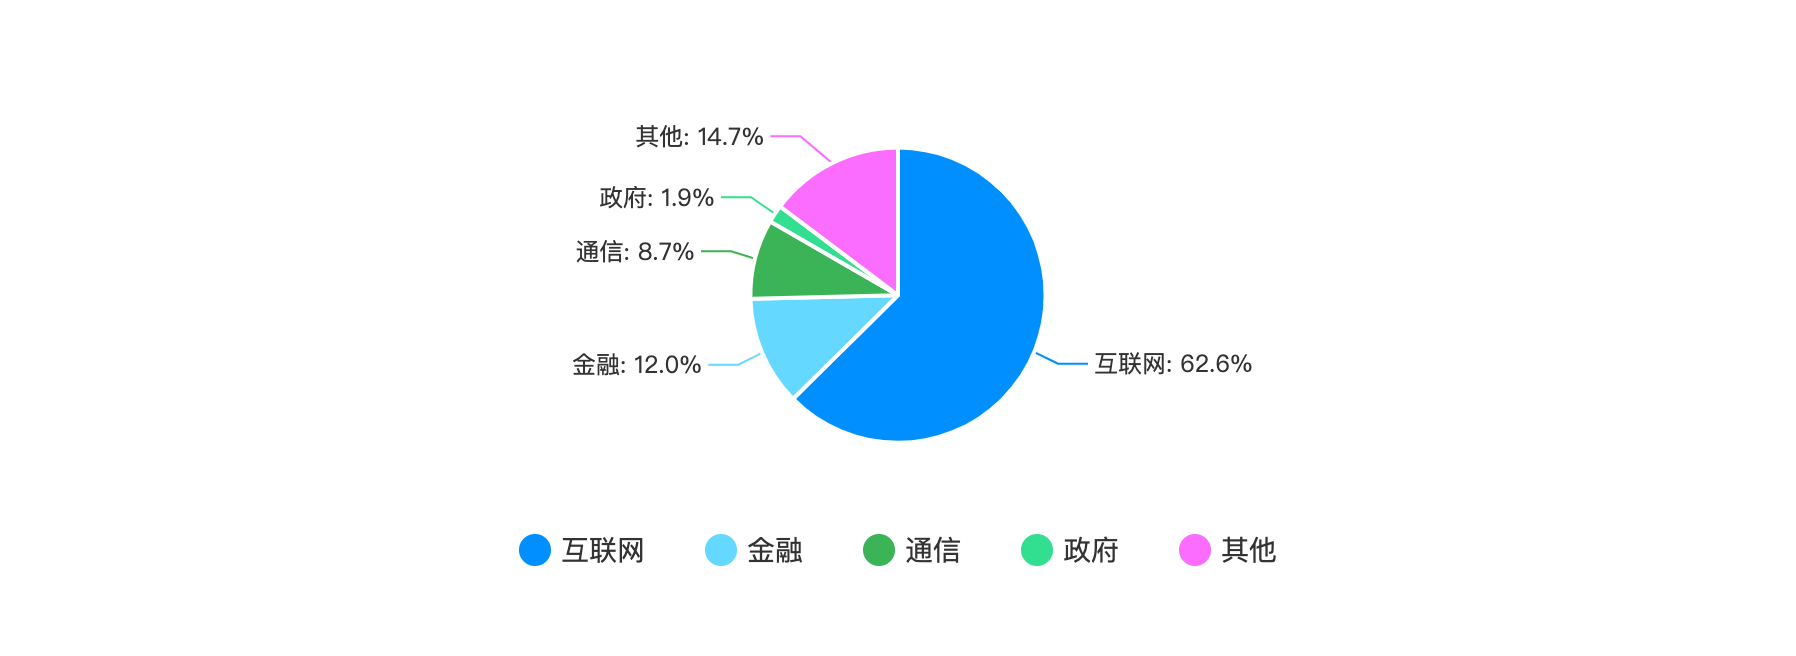 其他: 14.7%
政府: 1.9%
通信: 8.7%
金融: 12.0%
互联网: 62.6%
互联网 金融 通信 政府 其他